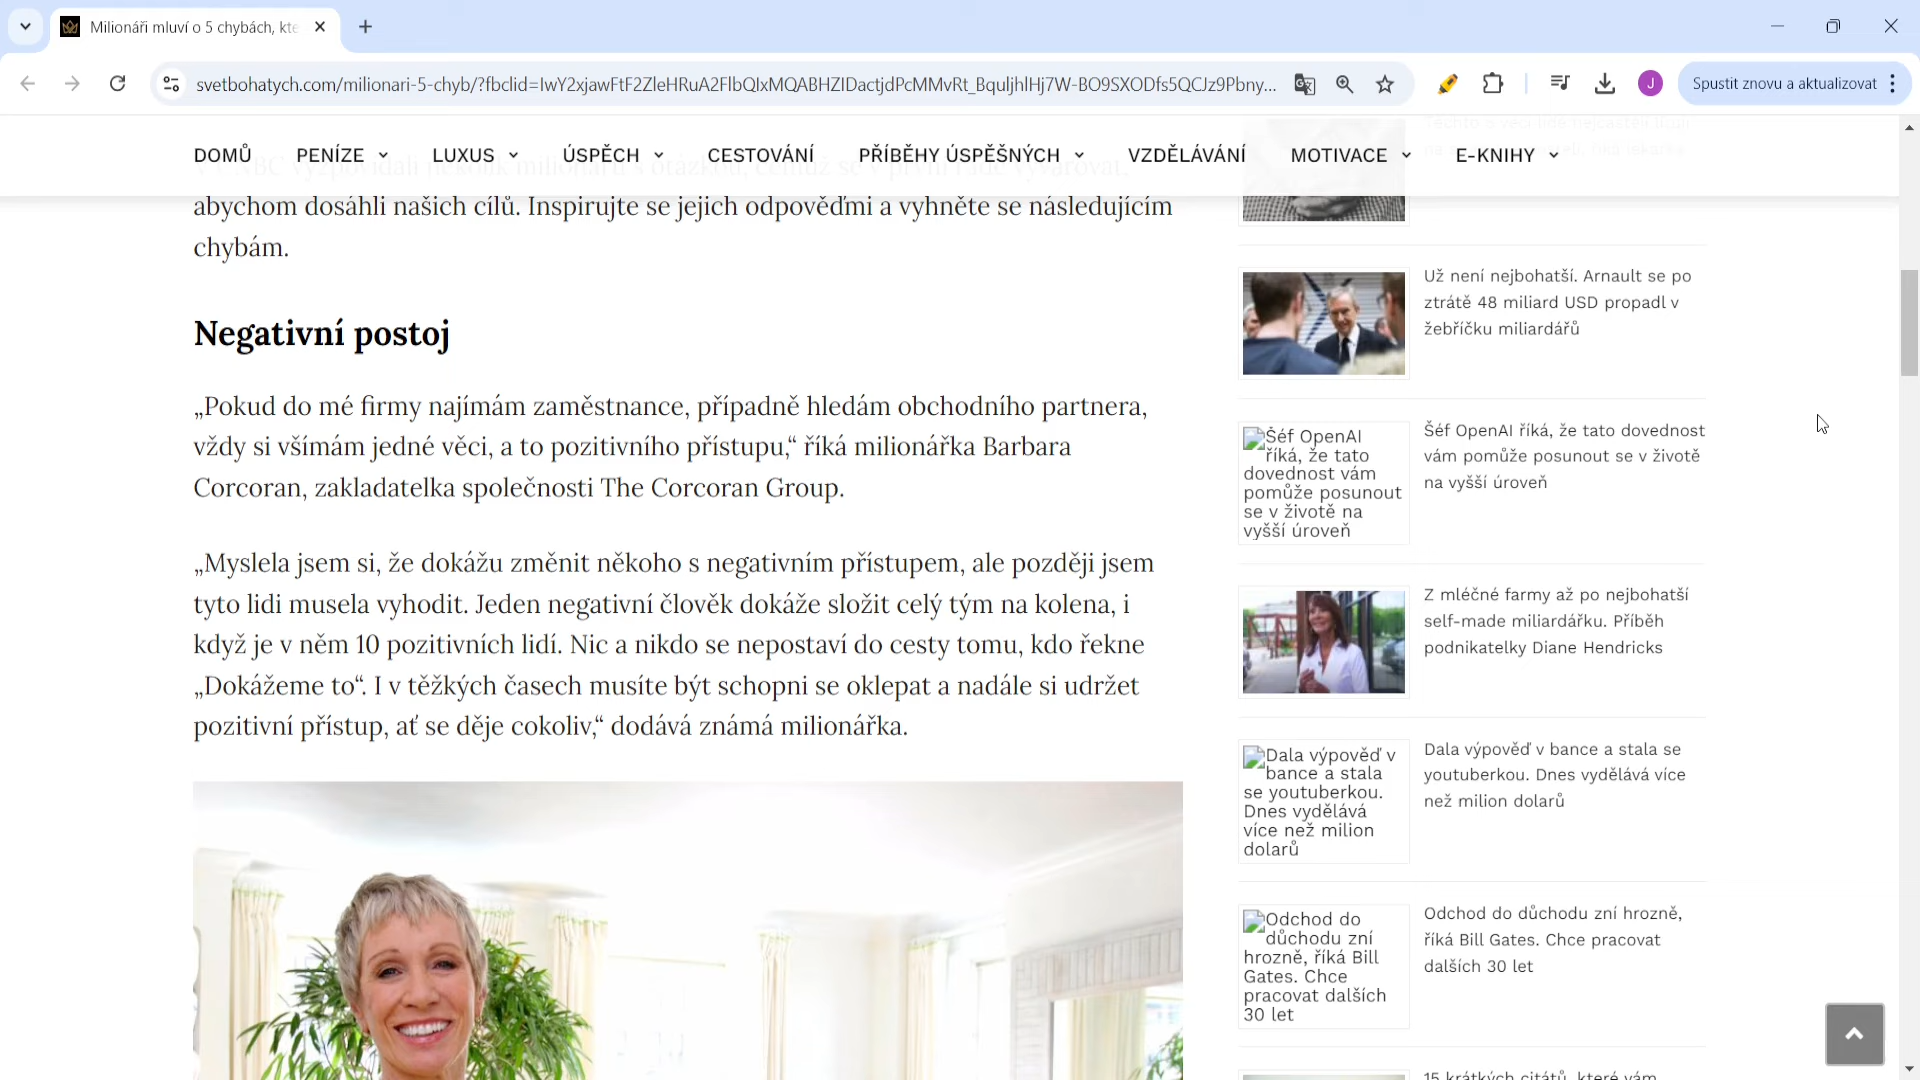 Milionáři mluví o 5 chybách, kte
svetbohatych.com/milionari-5-chyb/?fbclid=IwY2xjawFtF2ZleHRuA2FlbQIxMQABHZIDactjdPcMMvRt_BquljhlHj7W-BO9SXODfs5QCJz9Pbny...
J
Spustit znovu a aktualizovat
DOMŮ PENÍZE LUXUS ÚSPĚCH CESTOVÁNÍ PŘÍBĚHY ÚSPĚŠNÝCH VZDĚLÁVÁNÍ MOTIVACE E-KNIHY
abychom dosáhli našich cílů. Inspirujte se jejich odpověďmi a vyhněte se následujícím
chybám.
Negativní postoj
„Pokud do mé firmy najímám zaměstnance, případně hledám obchodního partnera,
vždy si všímám jedné věci, a to pozitivního přístupu,“ říká milionářka Barbara
Corcoran, zakladatelka společnosti The Corcoran Group.
„Myslela jsem si, že dokážu změnit někoho s negativním přístupem, ale později jsem
tyto lidi musela vyhodit. Jeden negativní člověk dokáže složit celý tým na kolena, i
když je v něm 10 pozitivních lidí. Nic a nikdo se nepostaví do cesty tomu, kdo řekne
„Dokážeme to“. I v těžkých časech musíte být schopni se oklepat a nadále si udržet
pozitivní přístup, ať se děje cokoliv,“ dodává známá milionářka.
Už není nejbohatší. Arnault se po
ztrátě 48 miliard USD propadl v
žebříčku miliardářů
Šéf OpenAI
říká, že tato
dovednost vám
pomůže posunout
se v životě na
vyšší úroveň
Šéf OpenAI říká, že tato dovednost
vám pomůže posunout se v životě
na vyšší úroveň
Z mléčné farmy až po nejbohatší
self-made miliardářku. Příběh
podnikatelky Diane Hendricks
Dala výpověď v
bance a stala
se youtuberkou.
Dnes vydělává
více než milion
dolarů
Dala výpověď v bance a stala se
youtuberkou. Dnes vydělává více
než milion dolarů
Odchod do
důchodu zní
hrozně,
říká Bill
Gates. Chce
pracovat dalších
30 let
Odchod do důchodu zní hrozně,
říká Bill Gates. Chce pracovat
dalších 30 let
15 krátkých citátů, které vám